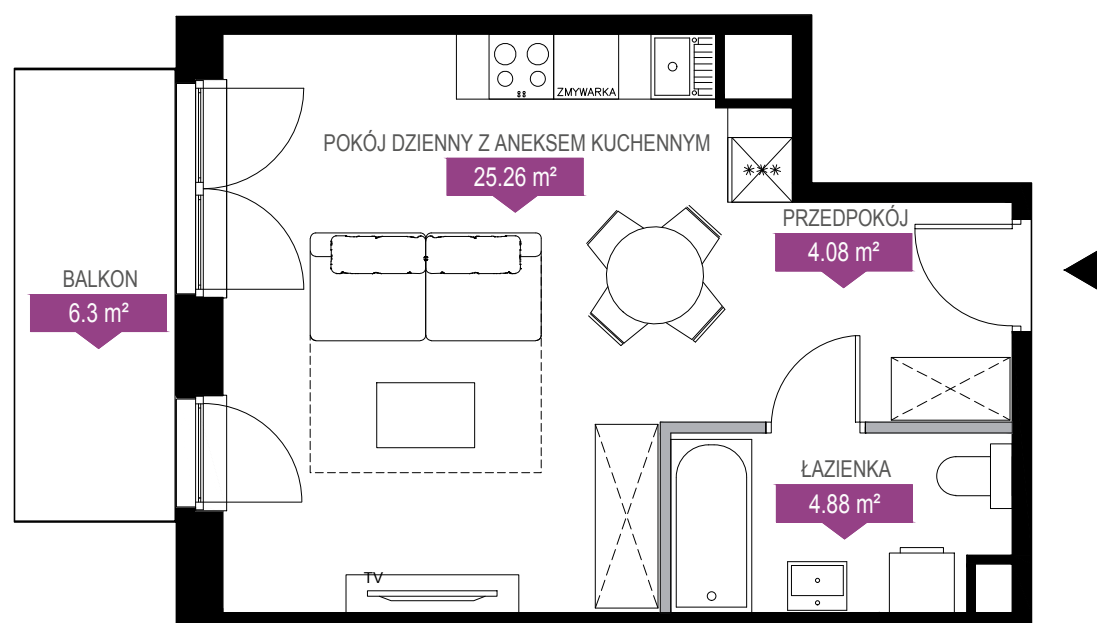 ZMYWARKA
POKÓJ DZIENNY Z ANEKSEM KUCHENNYM
25.26 m²
PRZEDPOKÓJ
4.08 m²
BALKON
6.3 m²
ŁAZIENKA
4.88 m²
TV